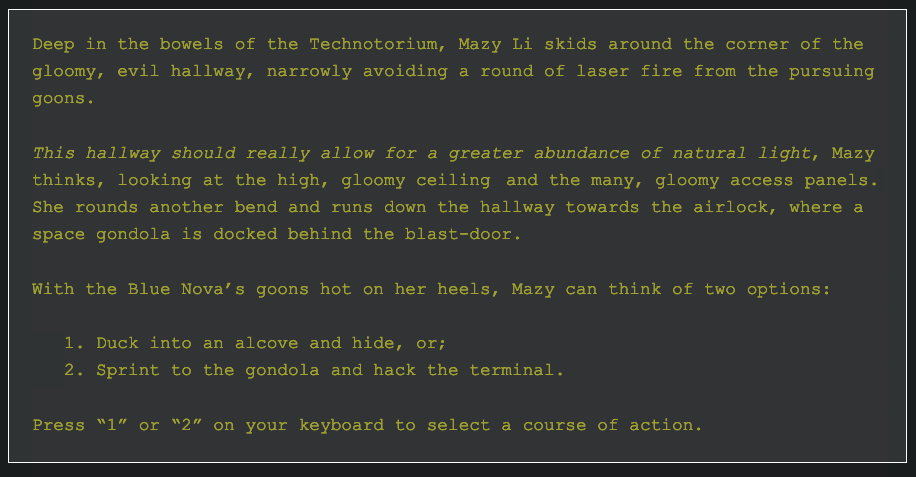 Deep in the bowels of the Technotorium, Mazy Li skids around the corner of the
gloomy, evil hallway, narrowly avoiding a round of laser fire from the pursuing
goons.
This hallway should really allow for a greater abundance of natural light, Mazy
thinks, looking at the high, gloomy ceiling and the many, gloomy access panels.
She rounds another bend and runs down the hallway towards the airlock, where a
space gondola is docked behind the blast-door.
With the Blue Nova’s goons hot on her heels, Mazy can think of two options:
1. Duck into an alcove and hide, or;
2. Sprint to the gondola and hack the terminal.
Press “1” or “2” on your keyboard to select a course of action.